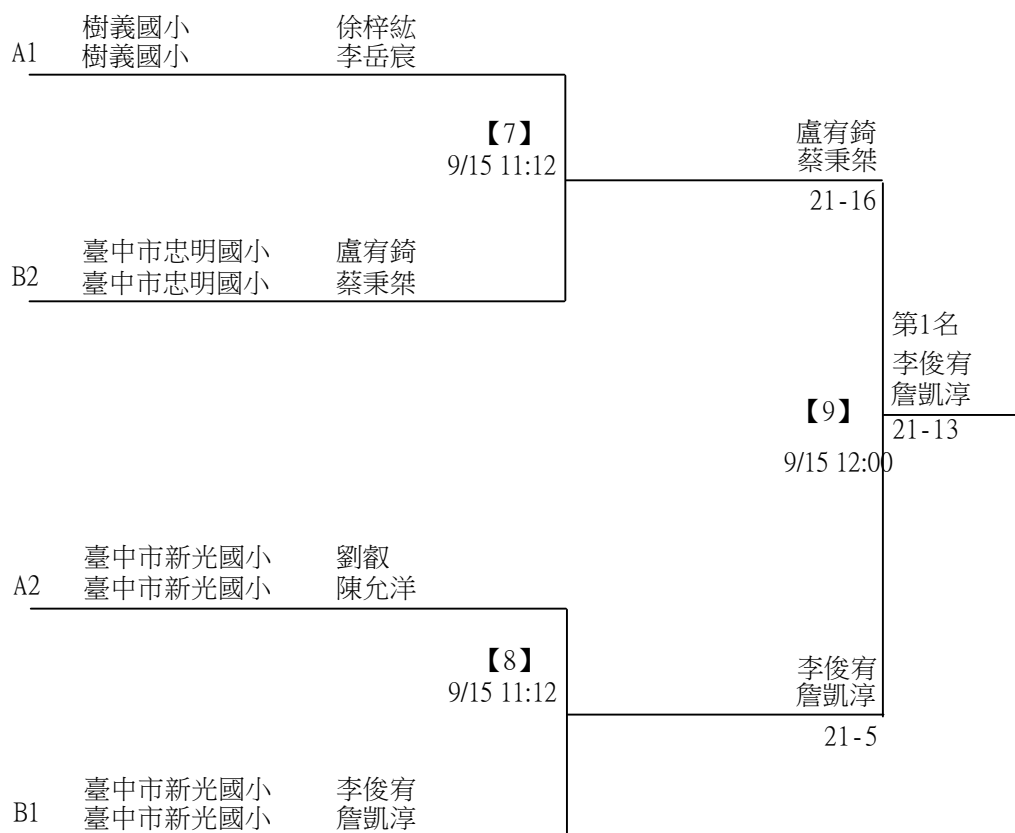 樹義國小 徐梓紘
A1 樹義國小 李岳宸
【7】 盧宥錡
9/15 11:12 蔡秉桀
21-16
臺中市忠明國小 盧宥錡
B2 臺中市忠明國小 蔡秉桀
第1名
李俊宥
【9】 詹凱淳
21-13
9/15 12:00
臺中市新光國小 劉叡
A2 臺中市新光國小 陳允洋
【8】 李俊宥
9/15 11:12 詹凱淳
21-5
臺中市新光國小 李俊宥
B1 臺中市新光國小 詹凱淳